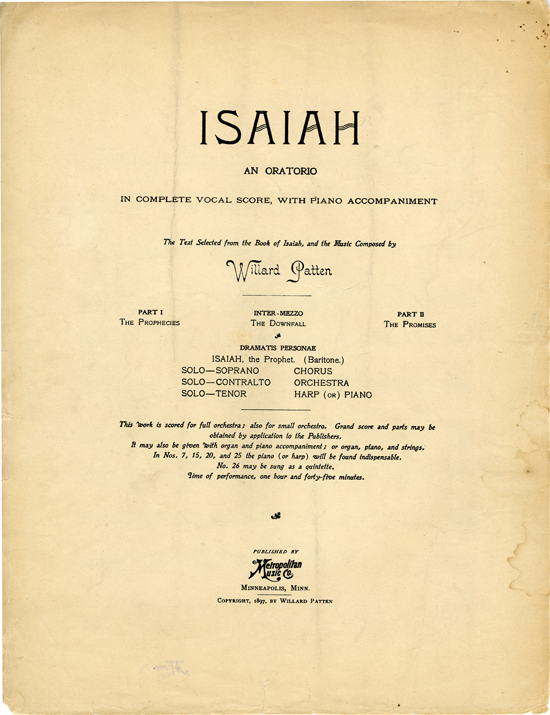 ISAIAH
AN ORATORIO
IN COMPLETE VOCAL SCORE, WITH PIANO ACCOMPANIMENT
The Text Selected from the Book of Isaiah, and the Music Composed by
Willard Patten
PART I INTER-MEZZO PART II
THE PROPHECIES THE DOWNFALL THE PROMISES
DRAMATIS PERSONAE
ISAIAH, the Prophet. (Baritone.)
SOLO—SOPRANO CHORUS
SOLO—CONTRALTO ORCHESTRA
SOLO—TENOR HARP (OR) PIANO
This work is scored for full orchestra; also for small orchestra. Grand score and parts may be
obtained by application to the Publishers.
It may also be given with organ and piano accompaniment; or organ, piano, and strings.
In Nos. 7, 15, 20, and 25 the piano (or harp) will be found indispensable.
No. 26 may be sung as a quintette.
Time of performance, one hour and forty-five minutes.
PUBLISHED BY
Metropolitan
Music Co.
MINNEAPOLIS, MINN.
COPYRIGHT, 1897, BY WILLARD PATTEN